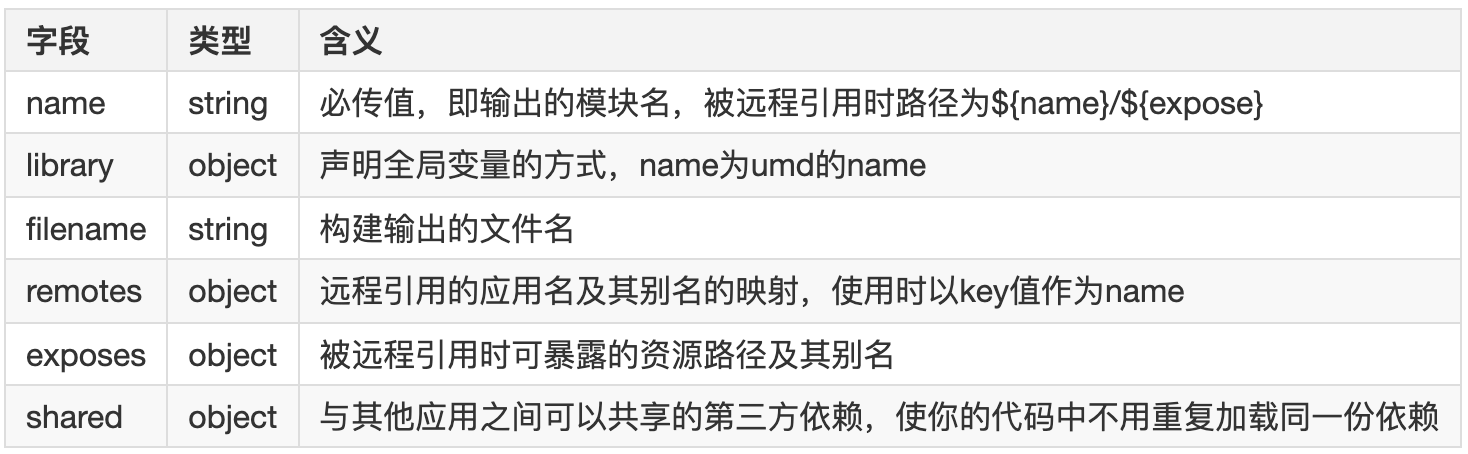 字段 类型 含义
name string 必传值，即输出的模块名，被远程引用时路径为${name}/${expose}
library object 声明全局变量的方式，name为umd的name
filename string 构建输出的文件名
remotes object 远程引用的应用名及其别名的映射，使用时以key值作为name
exposes object 被远程引用时可暴露的资源路径及其别名
shared object 与其他应用之间可以共享的第三方依赖，使你的代码中不用重复加载同一份依赖